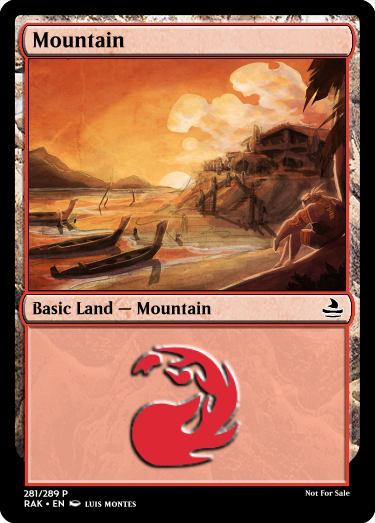 Mountain
Basic Land — Mountain
281/289 P
Not For Sale
RAK • EN LUIS MONTES